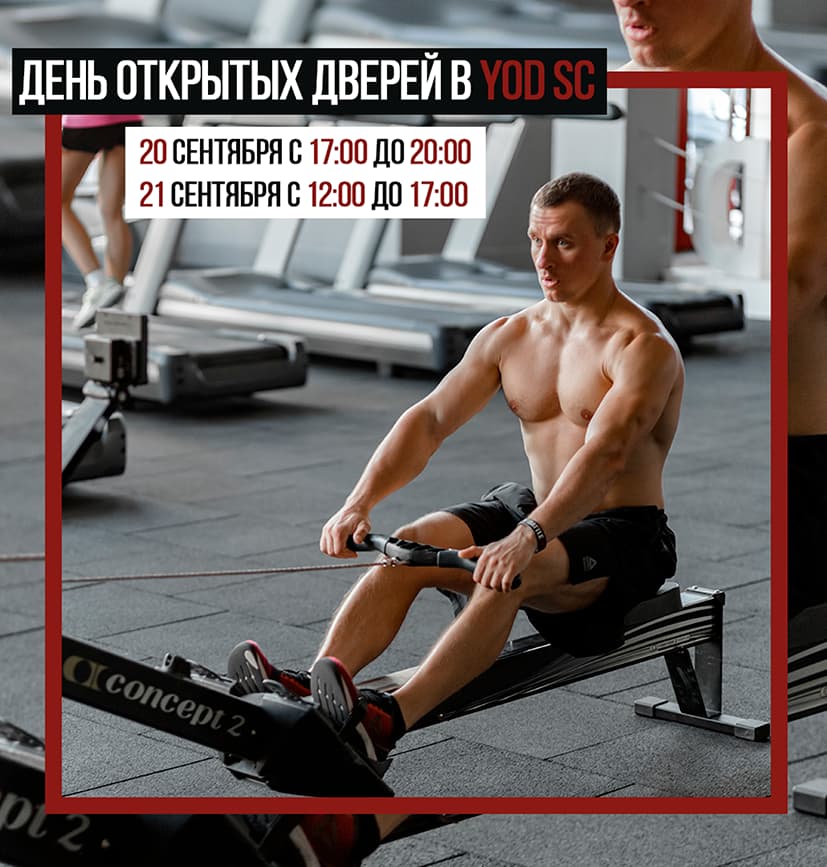 ДЕНЬ ОТКРЫТЫХ ДВЕРЕЙ В YOD SC
20 СЕНТЯБРЯ С 17:00 ДО 20:00
21 СЕНТЯБРЯ С 12:00 ДО 17:00
concept 2
pt 2